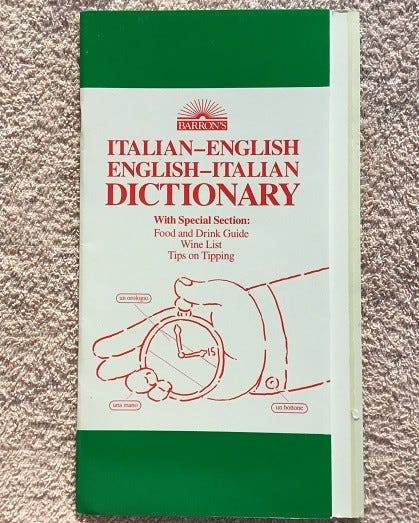 BARRON'S
ITALIAN–ENGLISH
ENGLISH–ITALIAN
DICTIONARY
With Special Section:
Food and Drink Guide
Wine List
Tips on Tipping
un orologio
15
una mano
un bottone